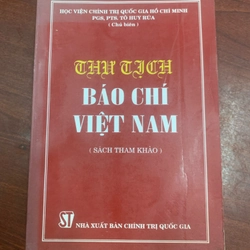 HỌC VIỆN CHÍNH TRỊ QUỐC GIA HỒ CHÍ MINH
PGS, PTS. TÔ HUY RỨA
( Chủ biên )
THƯ TỊCH
BÁO CHÍ
VIỆT NAM
( SÁCH THAM KHẢO )
ST NHÀ XUẤT BẢN CHÍNH TRỊ QUỐC GIA